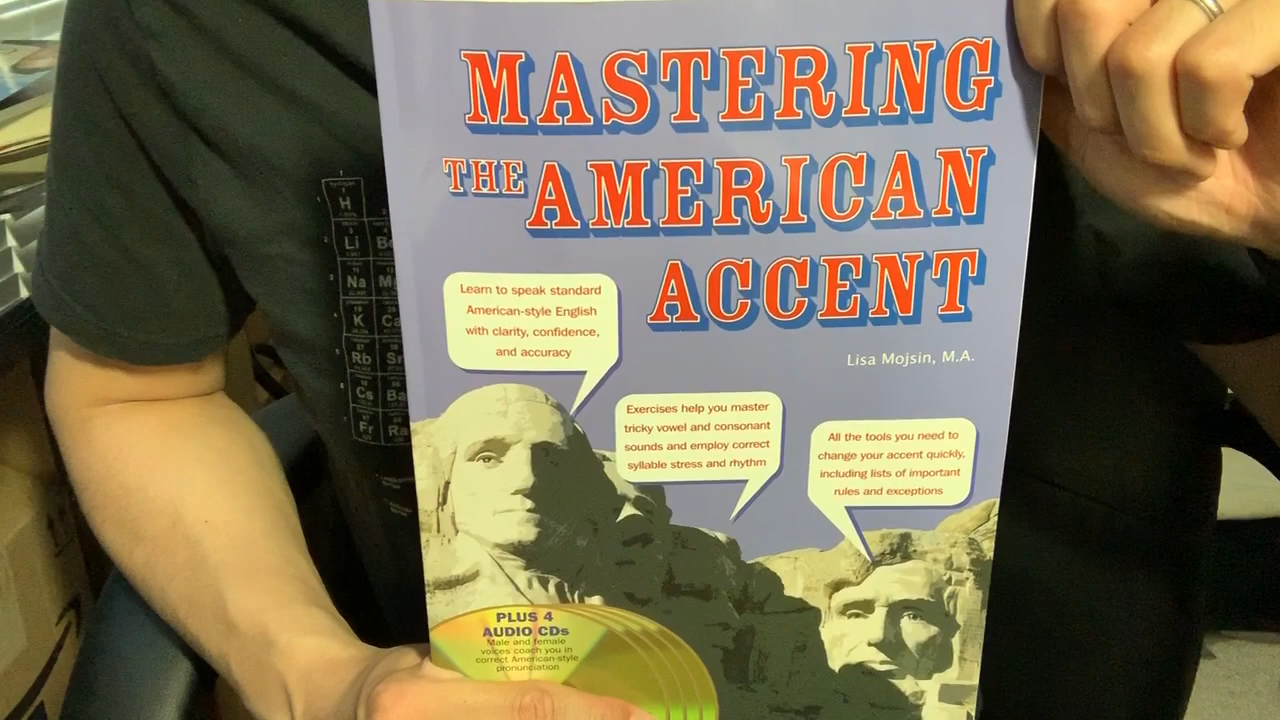 MASTERING
THE AMERICAN
ACCENT
Lisa Mojsin, M.A.
Learn to speak standard
American-style English
with clarity, confidence,
and accuracy
Exercises help you master
tricky vowel and consonant
sounds and employ correct
syllable stress and rhythm
All the tools you need to
change your accent quickly,
including lists of important
rules and exceptions
PLUS 4
AUDIO CDs
Male and female
voices coach you in
correct American-style
pronunciation
hydrogen
H
Li Be
Na M
K Ca
Rb Sr
Cs Ba
Fr Ra